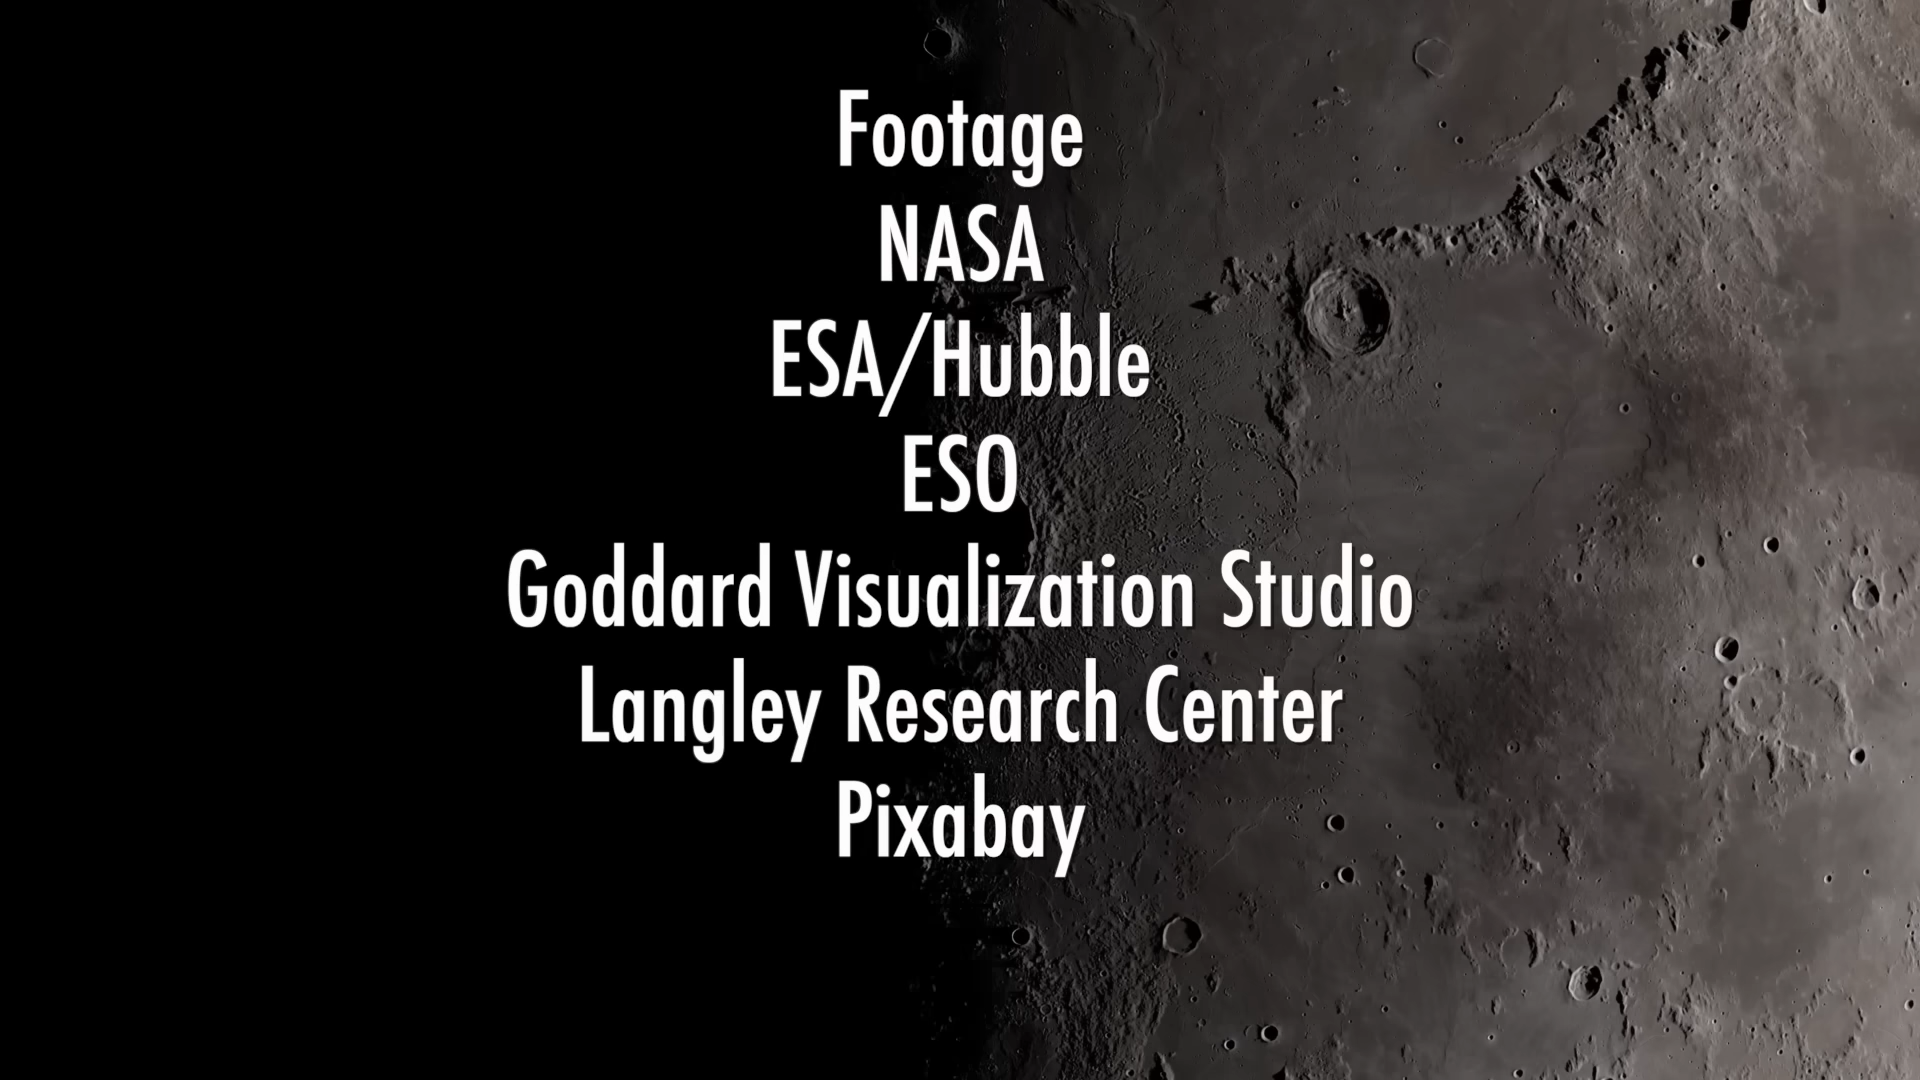 Footage
NASA
ESA/Hubble
ESO
Goddard Visualization Studio
Langley Research Center
Pixabay